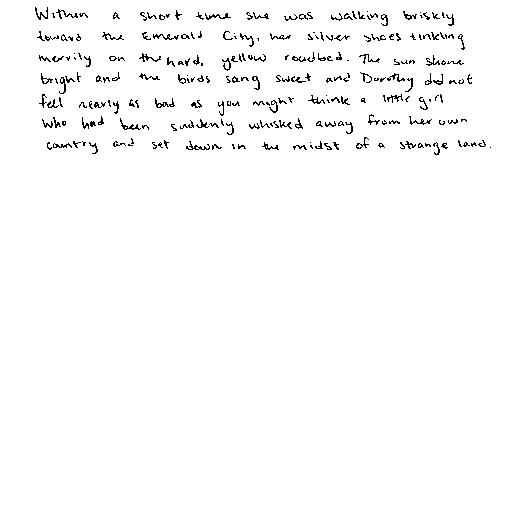 Within a short time she was walking briskly
toward the Emerald City, her silver shoes tinkling
merrily on the hard, yellow roadbed. The sun shone
bright and the birds sang sweet and Dorothy did not
fell nearly as bad as you might think a little girl
who had been suddenly whisked away from her own
country and set down in the midst of a strange land.